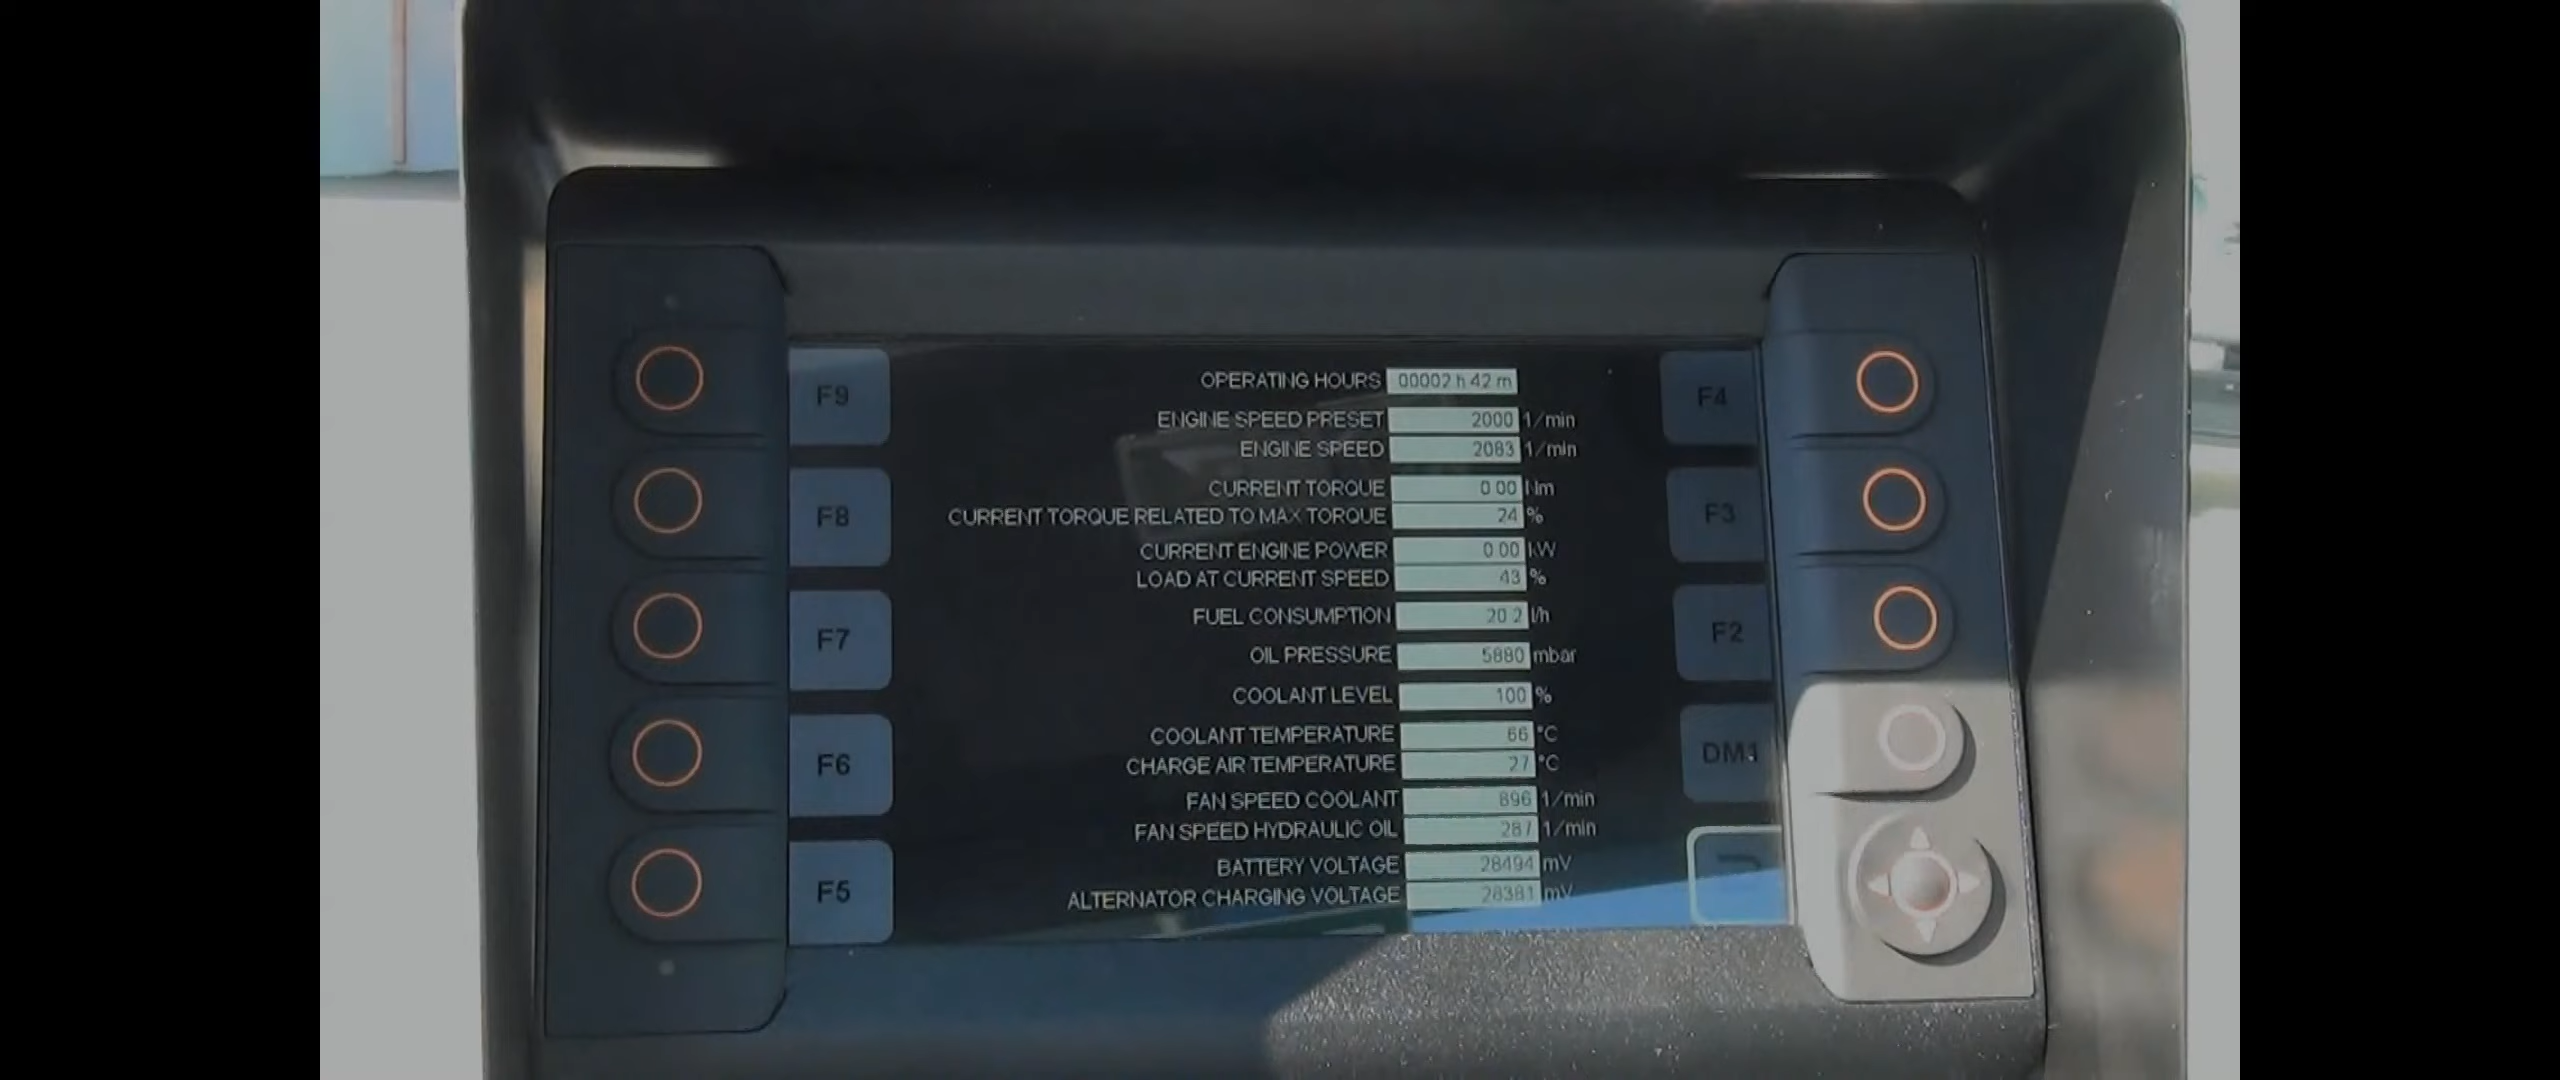 OPERATING HOURS 00002 h 42 m
ENGINE SPEED PRESET 2000 1/min
ENGINE SPEED 2083 1/min
CURRENT TORQUE 0.00 Nm
CURRENT TORQUE RELATED TO MAX TORQUE 24 %
CURRENT ENGINE POWER 0.00 kW
LOAD AT CURRENT SPEED 43 %
FUEL CONSUMPTION 20.2 l/h
OIL PRESSURE 5880 mbar
COOLANT LEVEL 100 %
COOLANT TEMPERATURE 66 °C
CHARGE AIR TEMPERATURE 27 °C
FAN SPEED COOLANT 896 1/min
FAN SPEED HYDRAULIC OIL 287 1/min
BATTERY VOLTAGE 28494 mV
ALTERNATOR CHARGING VOLTAGE 28381 mV
F9
F8
F7
F6
F5
F4
F3
F2
DM1